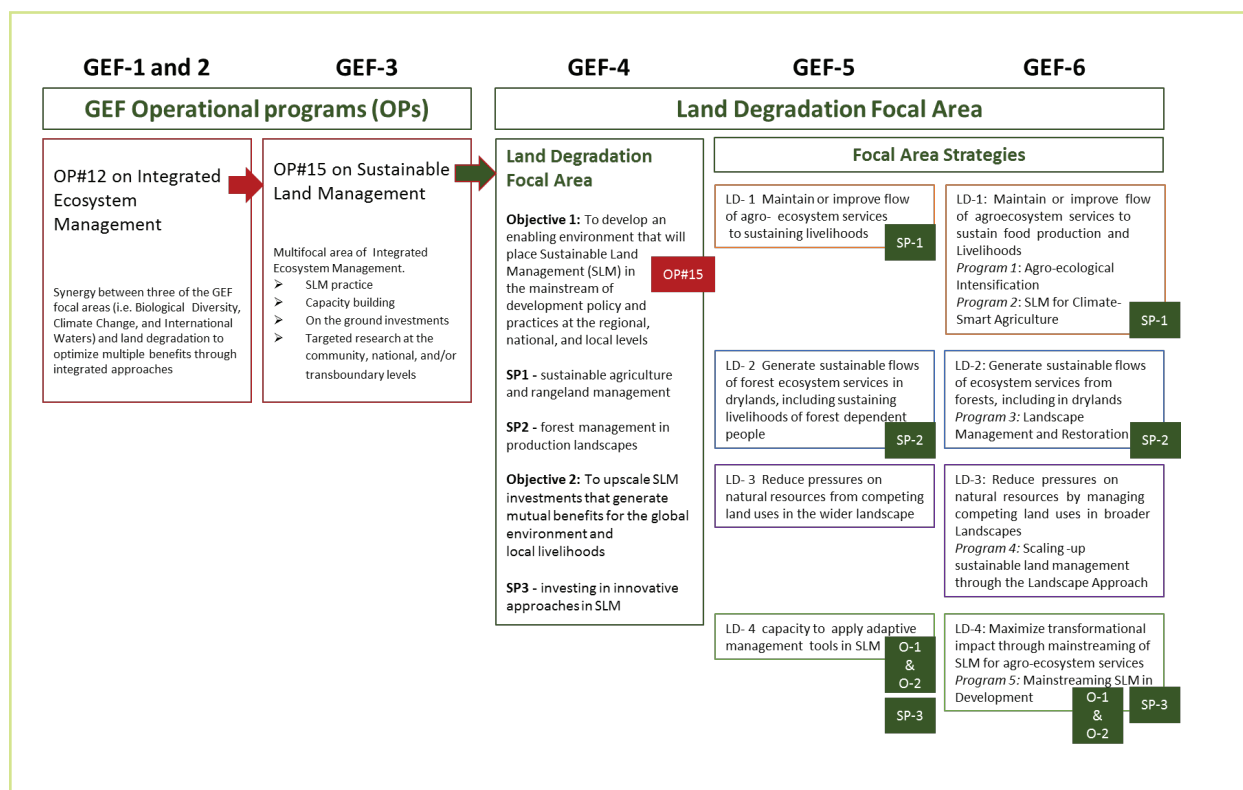 GEF-1 and 2
GEF-3
GEF-4
GEF-5
GEF-6
GEF Operational programs (OPs)
Land Degradation Focal Area
OP#12 on Integrated
Ecosystem
Management
Synergy between three of the GEF
focal areas (i.e. Biological Diversity,
Climate Change, and International
Waters) and land degradation to
optimize multiple benefits through
integrated approaches
OP#15 on Sustainable
Land Management
Multifocal area of Integrated
Ecosystem Management.
➢ SLM practice
➢ Capacity building
➢ On the ground investments
➢ Targeted research at the
community, national, and/or
transboundary levels
Land Degradation
Focal Area
Objective 1: To develop an
enabling environment that will
place Sustainable Land
Management (SLM) in
the mainstream of
development policy and
practices at the regional,
national, and local levels
OP#15
SP1 - sustainable agriculture
and rangeland management
SP2 - forest management in
production landscapes
Objective 2: To upscale SLM
investments that generate
mutual benefits for the global
environment and
local livelihoods
SP3 - investing in innovative
approaches in SLM
Focal Area Strategies
LD- 1 Maintain or improve flow
of agro- ecosystem services
to sustaining livelihoods
SP-1
LD- 2 Generate sustainable flows
of forest ecosystem services in
drylands, including sustaining
livelihoods of forest dependent
people
SP-2
LD- 3 Reduce pressures on
natural resources from competing
land uses in the wider landscape
LD- 4 capacity to apply adaptive
management tools in SLM
O-1
&
O-2
SP-3
LD-1: Maintain or improve flow
of agroecosystem services to
sustain food production and
Livelihoods
Program 1: Agro-ecological
Intensification
Program 2: SLM for Climate-
Smart Agriculture
SP-1
LD-2: Generate sustainable flows
of ecosystem services from
forests, including in drylands
Program 3: Landscape
Management and Restoration
SP-2
LD-3: Reduce pressures on
natural resources by managing
competing land uses in broader
Landscapes
Program 4: Scaling -up
sustainable land management
through the Landscape Approach
LD-4: Maximize transformational
impact through mainstreaming of
SLM for agro-ecosystem services
Program 5: Mainstreaming SLM in
Development
O-1
&
O-2
SP-3